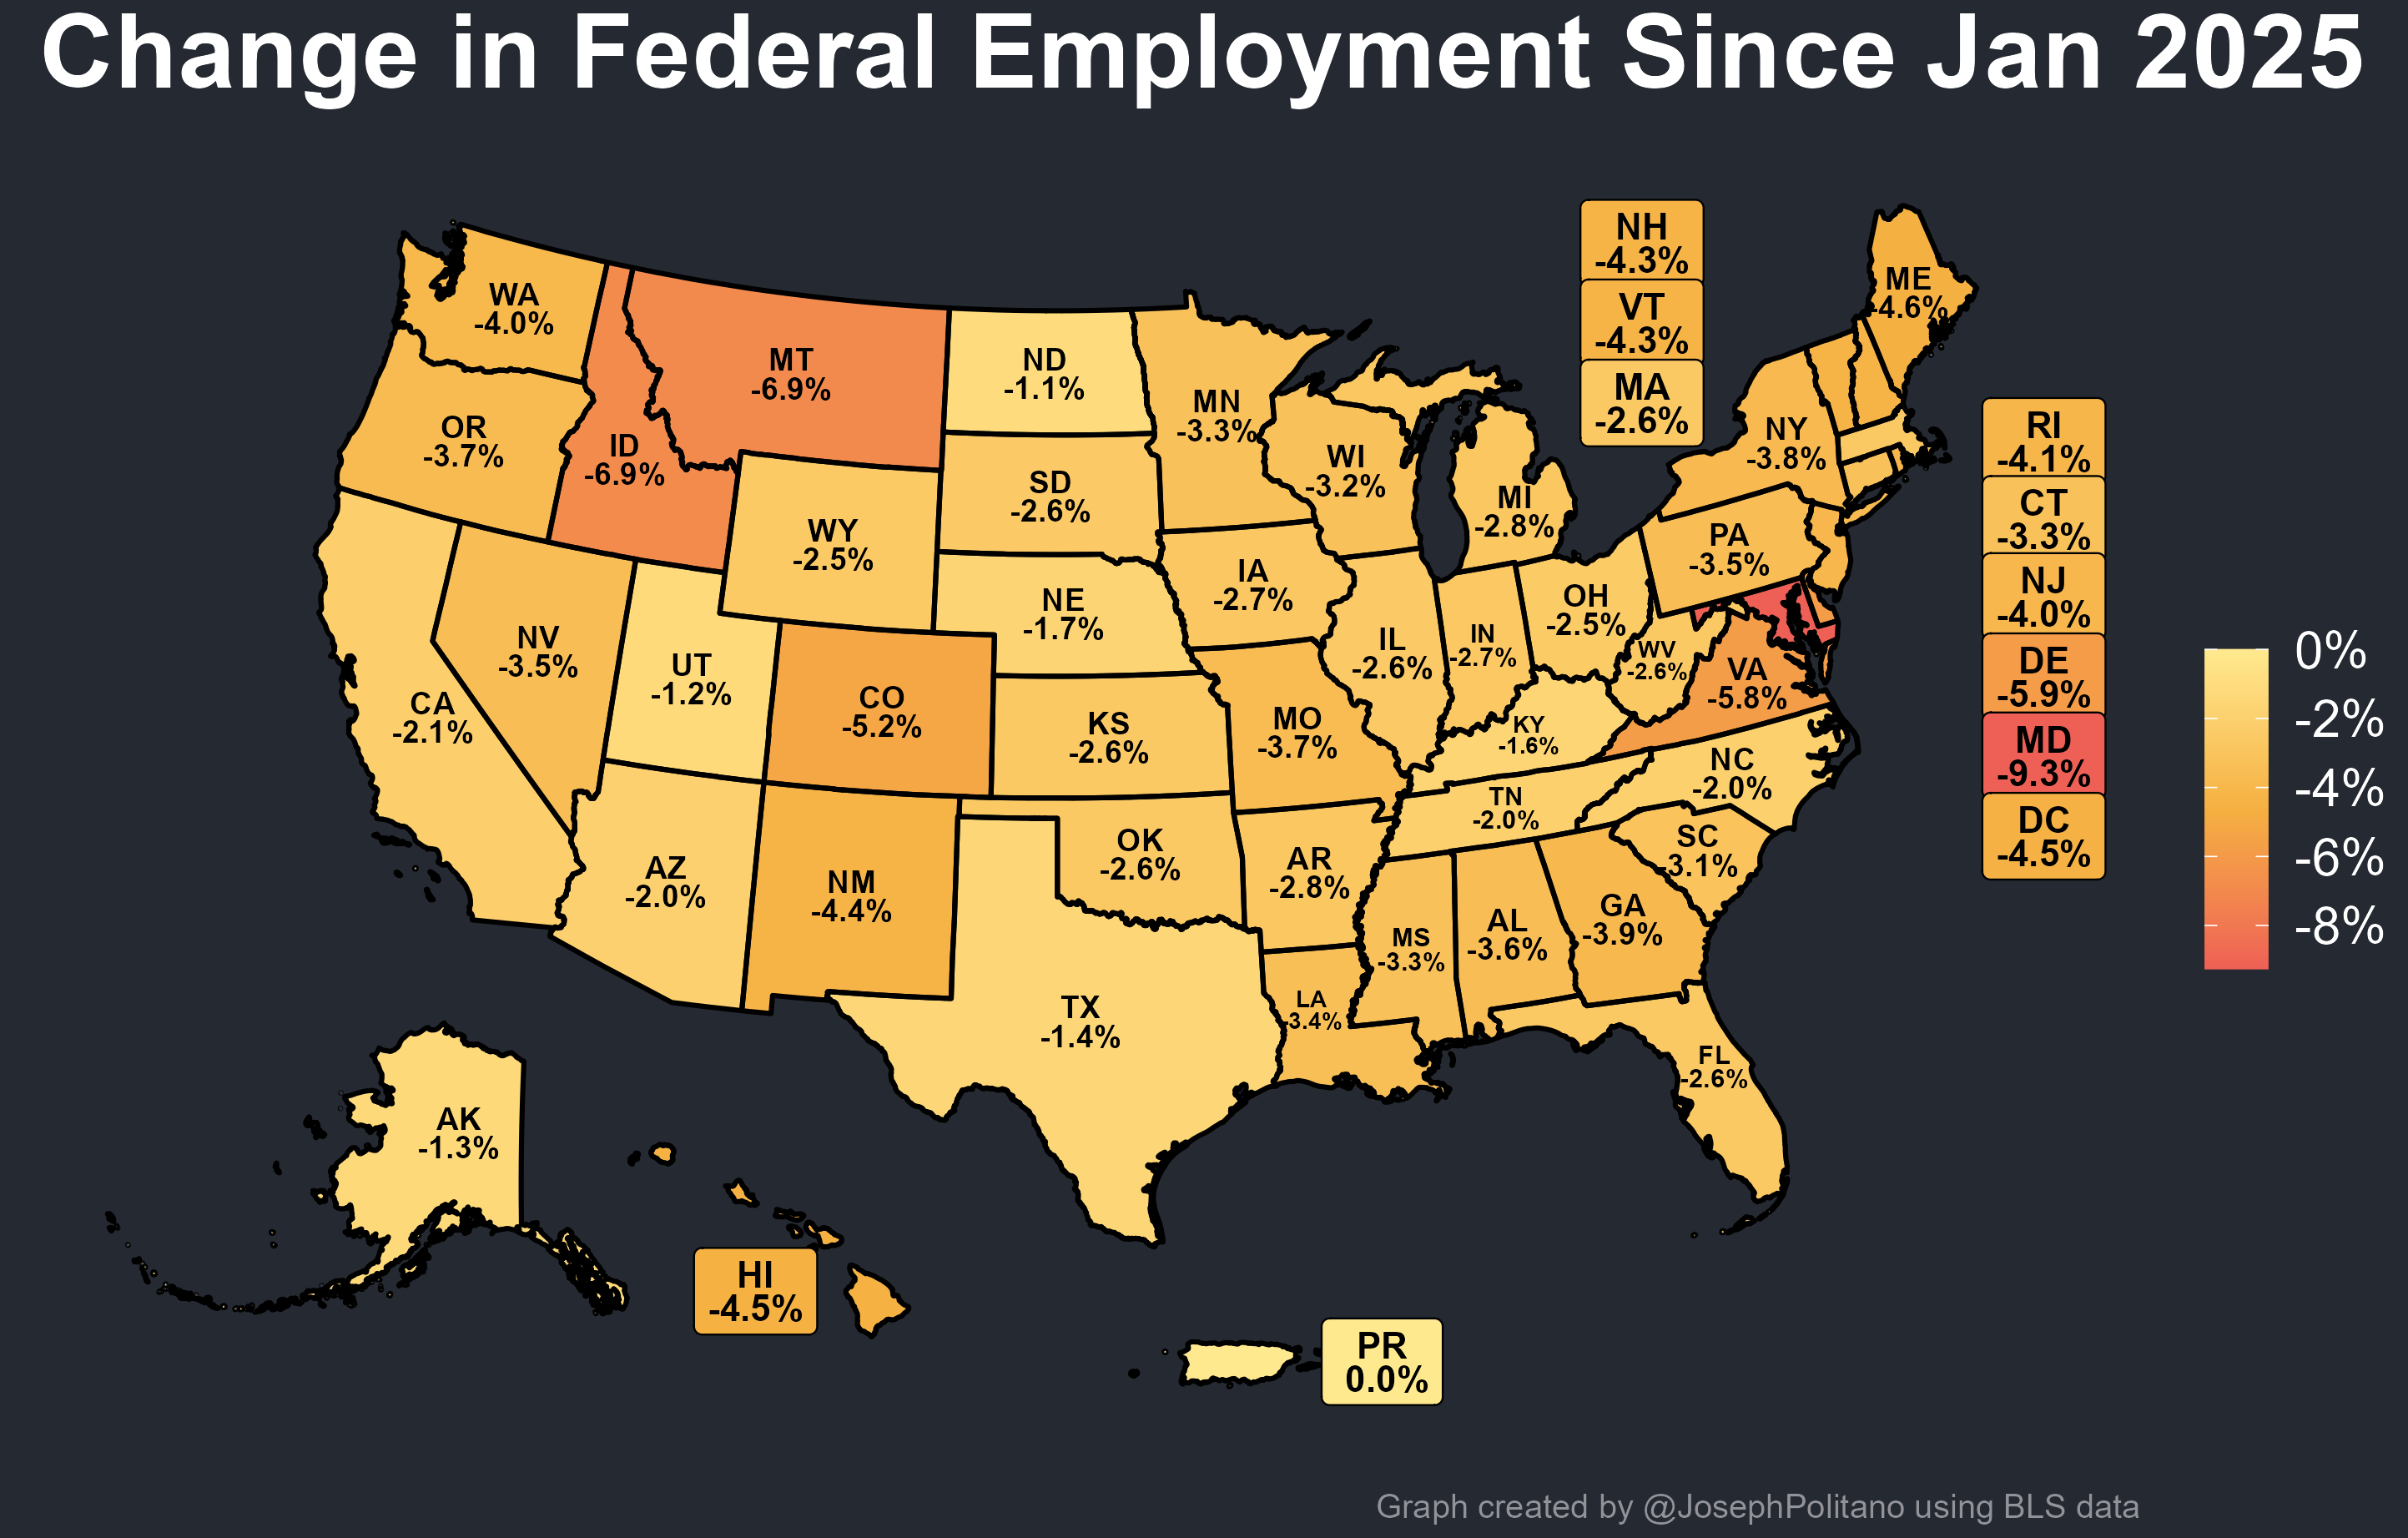 Change in Federal Employment Since Jan 2025
WA
-4.0%
OR
-3.7%
CA
-2.1%
NV
-3.5%
ID
-6.9%
MT
-6.9%
WY
-2.5%
UT
-1.2%
CO
-5.2%
AZ
-2.0%
NM
-4.4%
ND
-1.1%
SD
-2.6%
NE
-1.7%
KS
-2.6%
OK
-2.6%
TX
-1.4%
MN
-3.3%
IA
-2.7%
MO
-3.7%
AR
-2.8%
LA
-3.4%
WI
-3.2%
IL
-2.6%
MI
-2.8%
IN
-2.7%
OH
-2.5%
KY
-1.6%
TN
-2.0%
MS
-3.3%
AL
-3.6%
GA
-3.9%
FL
-2.6%
SC
-3.1%
NC
-2.0%
VA
-5.8%
WV
-2.6%
PA
-3.5%
NY
-3.8%
ME
-4.6%
NH
-4.3%
VT
-4.3%
MA
-2.6%
RI
-4.1%
CT
-3.3%
NJ
-4.0%
DE
-5.9%
MD
-9.3%
DC
-4.5%
0%
-2%
-4%
-6%
-8%
AK
-1.3%
HI
-4.5%
PR
0.0%
Graph created by @JosephPolitano using BLS data